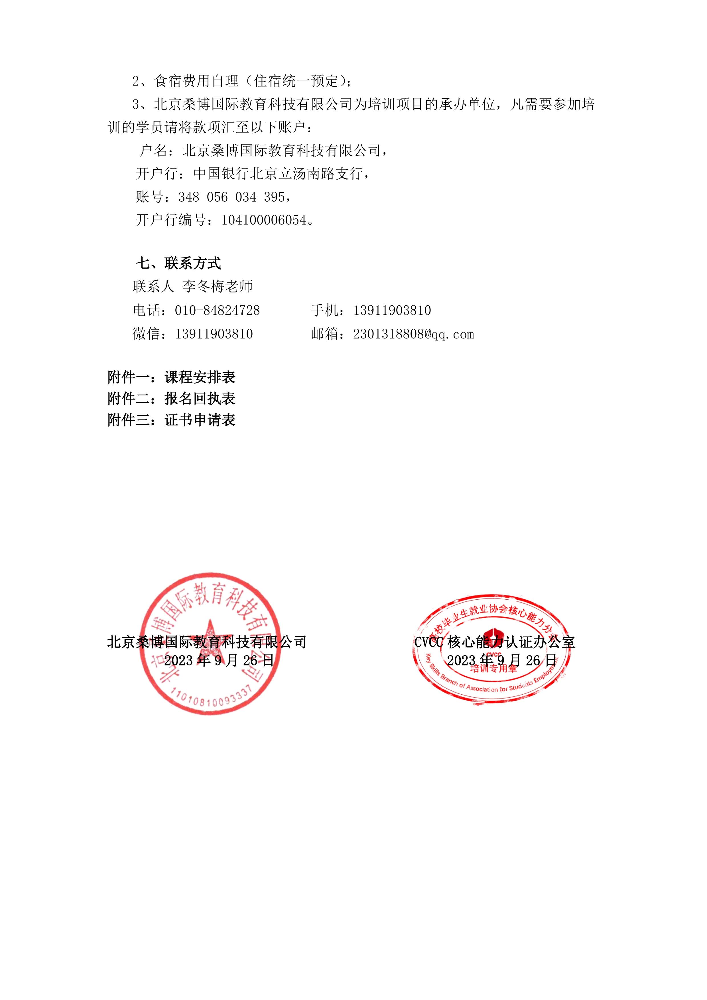 2、食宿费用自理（住宿统一预定）；
3、北京桑博国际教育科技有限公司为培训项目的承办单位，凡需要参加培
训的学员请将款项汇至以下账户：
户名：北京桑博国际教育科技有限公司，
开户行：中国银行北京立汤南路支行，
账号：348 056 034 395，
开户行编号：104100006054。
七、联系方式
联系人 李冬梅老师
电话：010-84824728 手机：13911903810
微信：13911903810 邮箱：2301318808@qq.com
附件一：课程安排表
附件二：报名回执表
附件三：证书申请表
北京桑博国际教育科技有限公司 CVCC 核心能力认证办公室
2023 年 9 月 26 日 2023 年 9 月 26 日
北京桑博国际教育科技有限公司
11010810093337
高校毕业生就业协会核心能力分会
CVCC
培训专用章
Key Skills Branch of Association for Students Employment